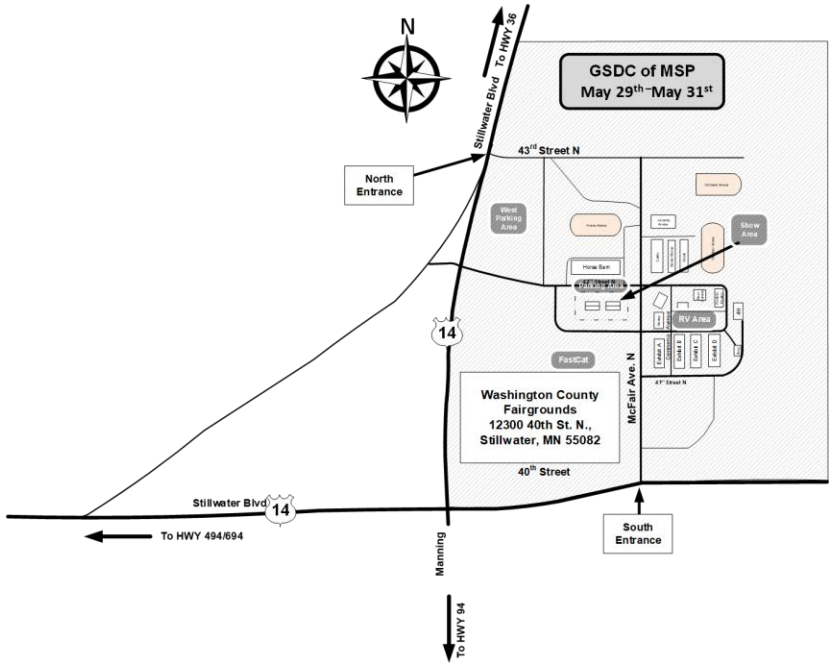 N
To HWY 36
Stillwater Blvd
GSDC of MSP
May 29th–May 31st
43rd Street N
North
Entrance
West
Parking
Area
Show
Area
Horse Barn
Parking Area
RV Area
14
FastCat
Exhibit A
Exhibit B
Exhibit C
Exhibit D
41st Street N
McFair Ave. N
Washington County
Fairgrounds
12300 40th St. N.,
Stillwater, MN 55082
40th Street
Stillwater Blvd
14
To HWY 494/694
South
Entrance
Manning
To HWY 94